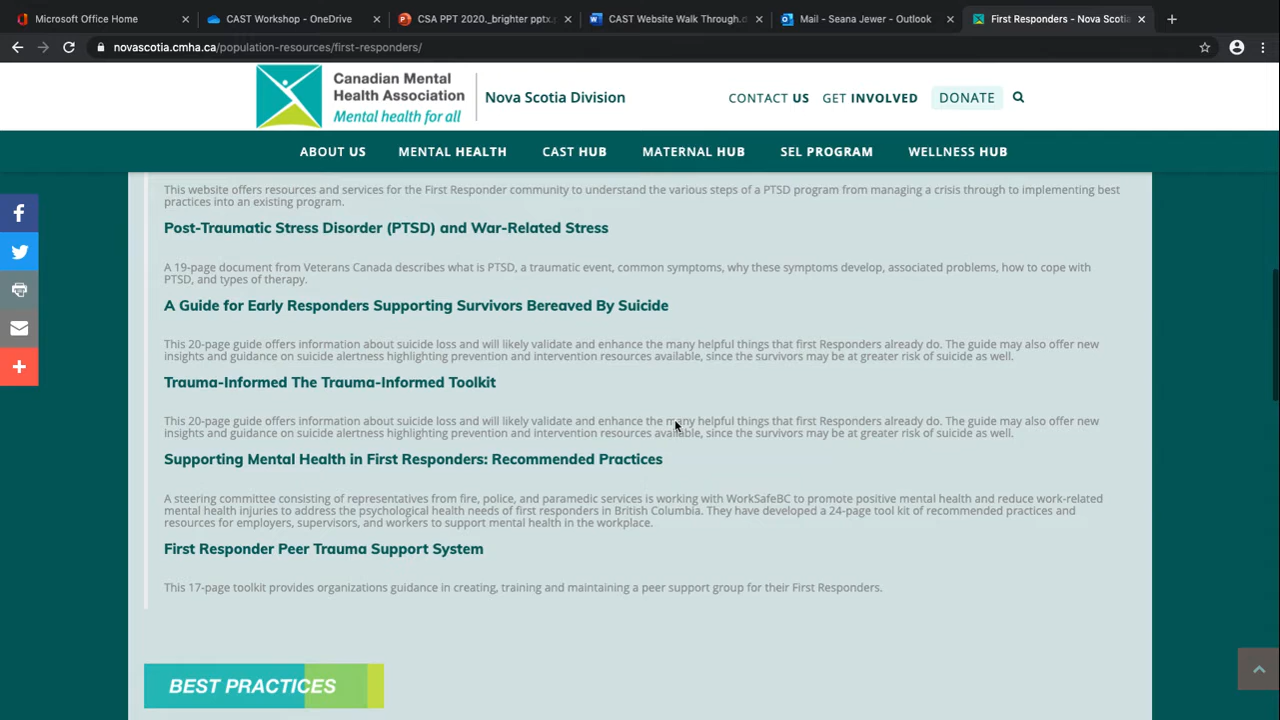 Microsoft Office Home
CAST Workshop - OneDrive
CSA PPT 2020._brighter pptx.
CAST Website Walk Through.d
Mail - Seana Jewer - Outlook
First Responders - Nova Scotia
novascotia.cmha.ca/population-resources/first-responders/
Canadian Mental
Health Association
Mental health for all
Nova Scotia Division
CONTACT US
GET INVOLVED
DONATE
ABOUT US
MENTAL HEALTH
CAST HUB
MATERNAL HUB
SEL PROGRAM
WELLNESS HUB
This website offers resources and services for the First Responder community to understand the various steps of a PTSD program from managing a crisis through to implementing best
practices into an existing program.
Post-Traumatic Stress Disorder (PTSD) and War-Related Stress
A 19-page document from Veterans Canada describes what is PTSD, a traumatic event, common symptoms, why these symptoms develop, associated problems, how to cope with
PTSD, and types of therapy.
A Guide for Early Responders Supporting Survivors Bereaved By Suicide
This 20-page guide offers information about suicide loss and will likely validate and enhance the many helpful things that first Responders already do. The guide may also offer new
insights and guidance on suicide alertness highlighting prevention and intervention resources available, since the survivors may be at greater risk of suicide as well.
Trauma-Informed The Trauma-Informed Toolkit
This 20-page guide offers information about suicide loss and will likely validate and enhance the many helpful things that first Responders already do. The guide may also offer new
insights and guidance on suicide alertness highlighting prevention and intervention resources available, since the survivors may be at greater risk of suicide as well.
Supporting Mental Health in First Responders: Recommended Practices
A steering committee consisting of representatives from fire, police, and paramedic services is working with WorkSafeBC to promote positive mental health and reduce work-related
mental health injuries to address the psychological health needs of first responders in British Columbia. They have developed a 24-page tool kit of recommended practices and
resources for employers, supervisors, and workers to support mental health in the workplace.
First Responder Peer Trauma Support System
This 17-page toolkit provides organizations guidance in creating, training and maintaining a peer support group for their First Responders.
BEST PRACTICES